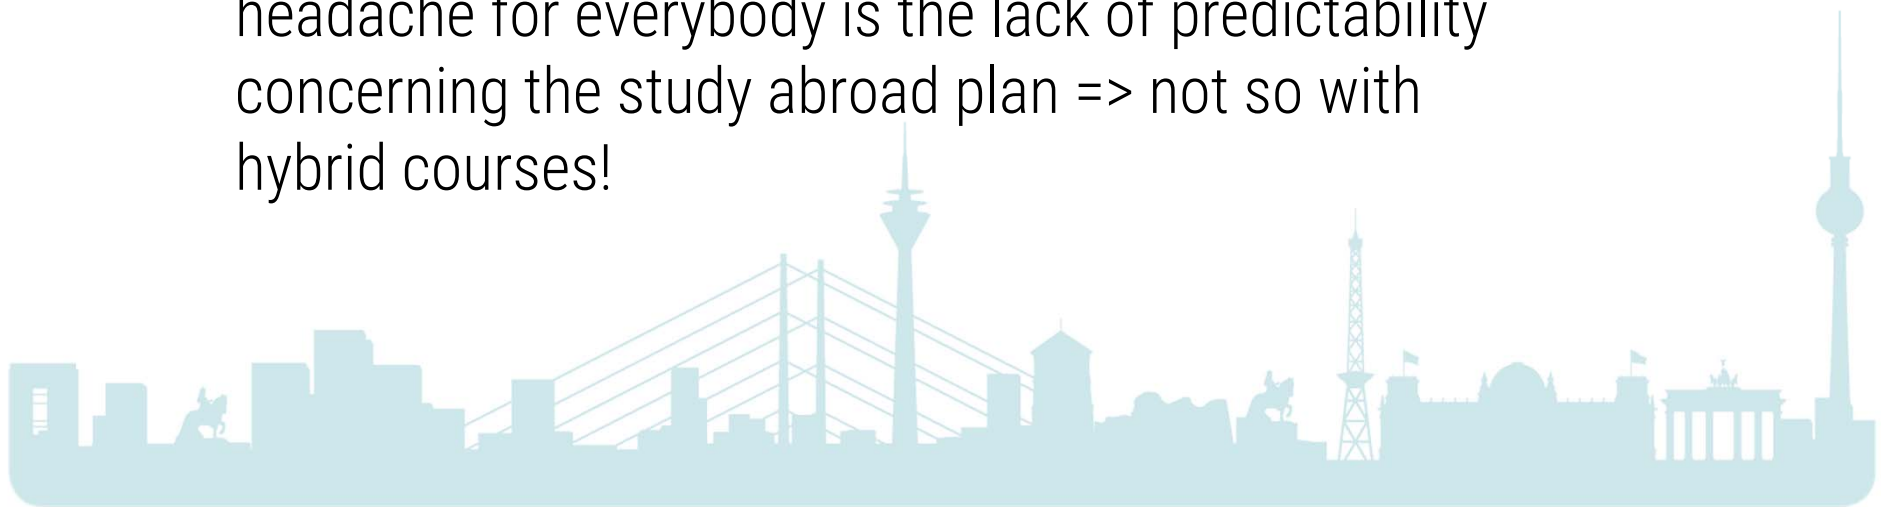 headache for everybody is the lack of predictability
concerning the study abroad plan => not so with
hybrid courses!